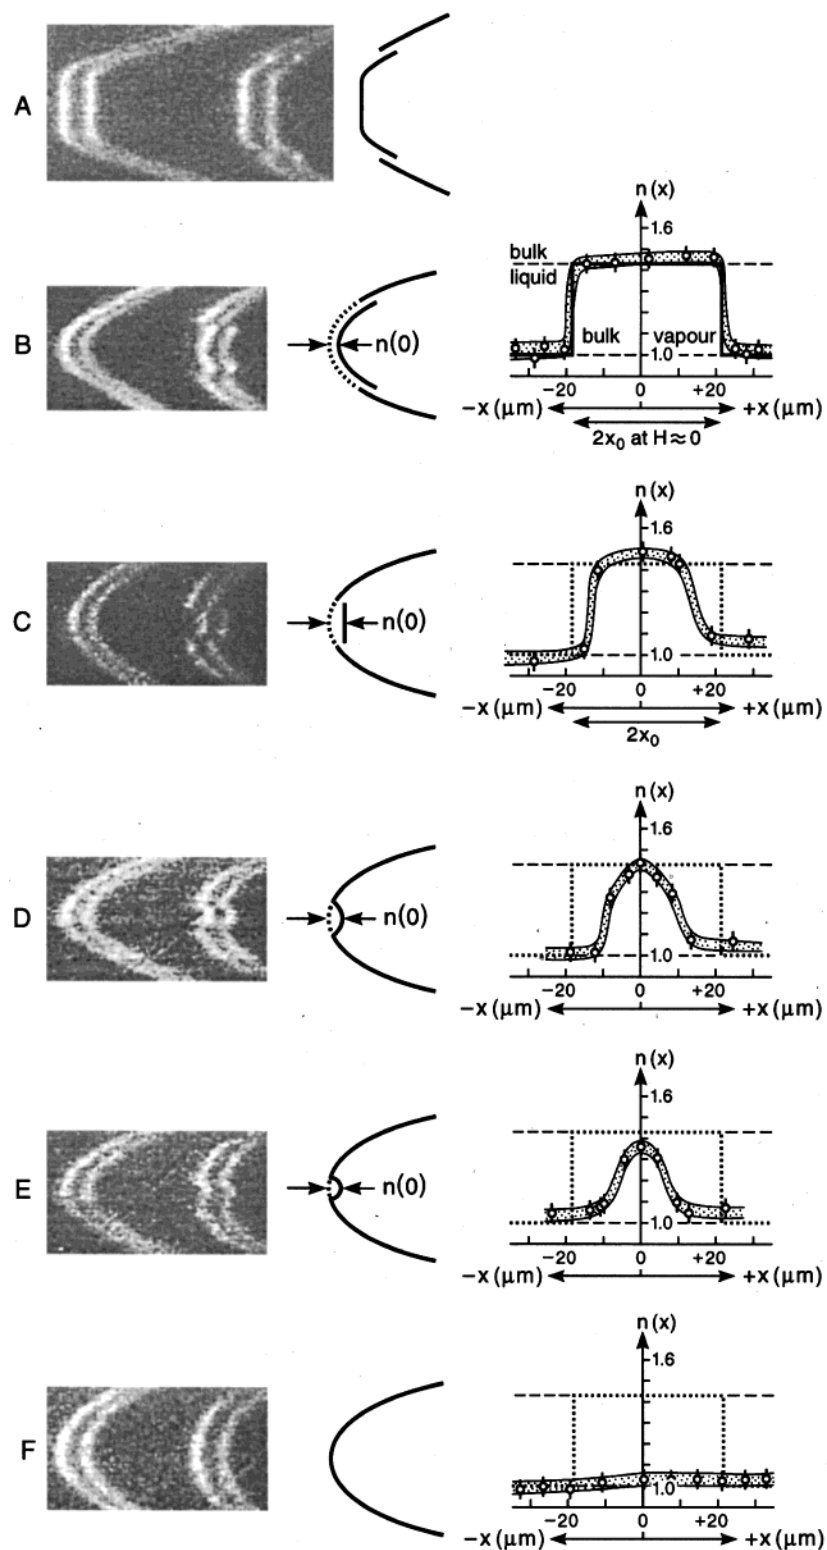 A
B
n(0)
n(x)
1.6
bulk
liquid
bulk vapour
1.0
−20 0 +20
−x (μm) +x (μm)
2x₀ at H ≈ 0
C
n(0)
n(x)
1.6
1.0
−20 0 +20
−x (μm) +x (μm)
2x₀
D
n(0)
n(x)
1.6
1.0
−20 0 +20
−x (μm) +x (μm)
E
n(0)
n(x)
1.6
1.0
−20 0 +20
−x (μm) +x (μm)
F
n(x)
1.6
1.0
−20 0 +20
−x (μm) +x (μm)